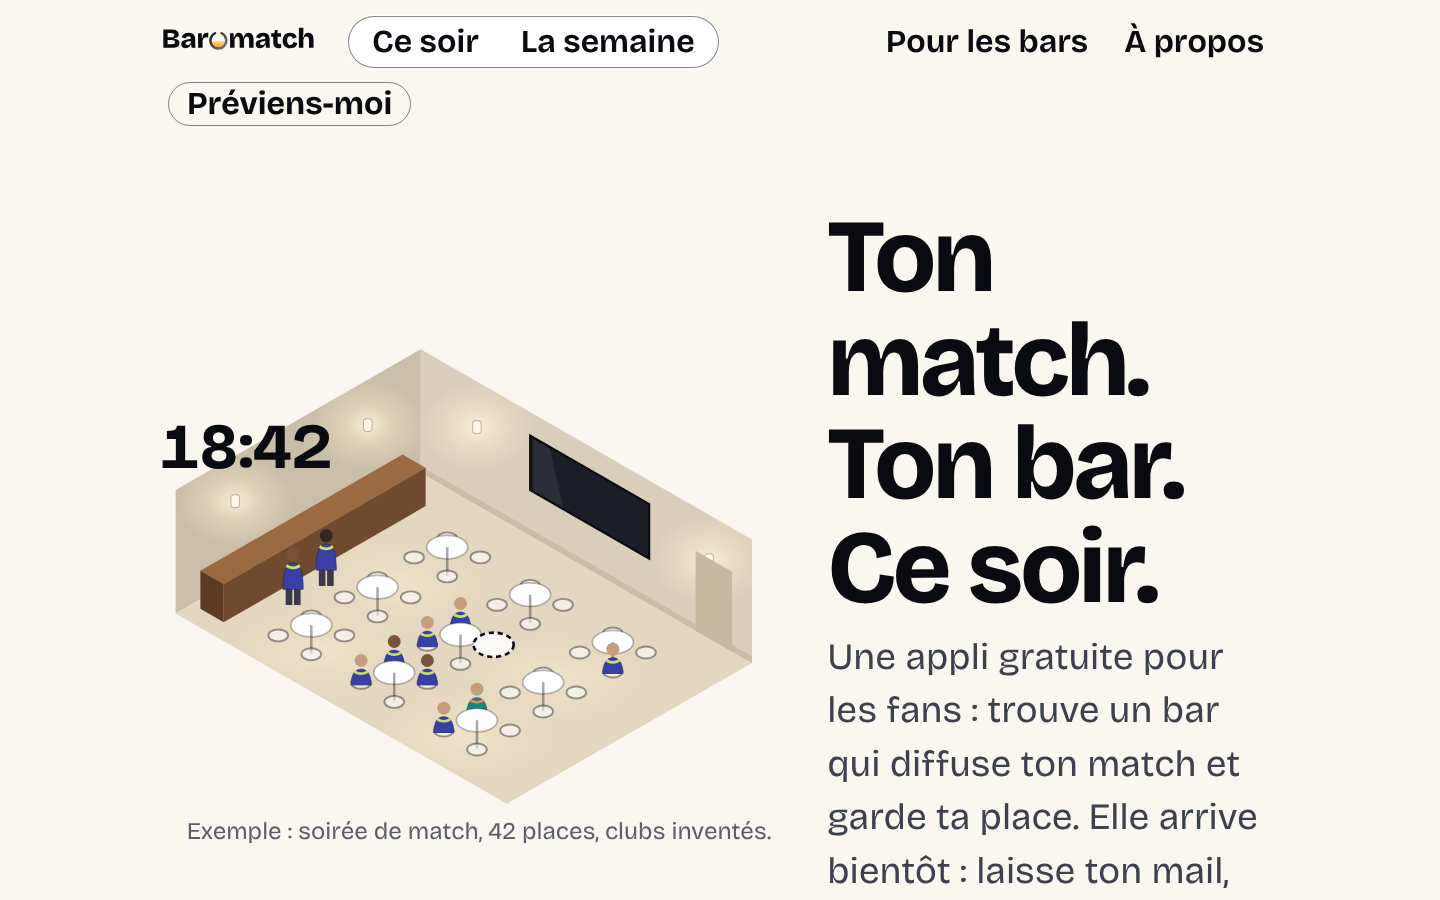 Baromatch
Ce soir
La semaine
Pour les bars
À propos
Préviens-moi
18:42
Exemple : soirée de match, 42 places, clubs inventés.
Ton
match.
Ton bar.
Ce soir.
Une appli gratuite pour
les fans : trouve un bar
qui diffuse ton match et
garde ta place. Elle arrive
bientôt : laisse ton mail,